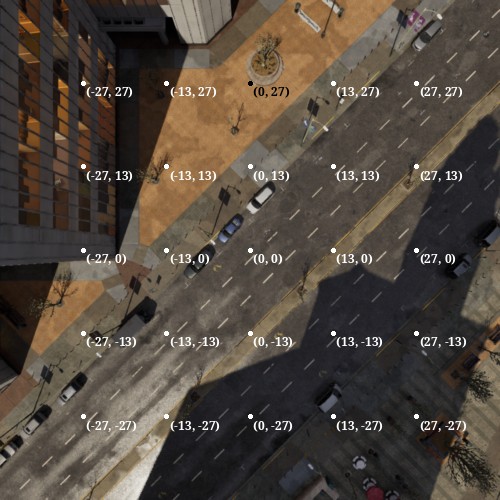 (-27, 27) (-13, 27) (0, 27) (13, 27) (27, 27)
(-27, 13) (-13, 13) (0, 13) (13, 13) (27, 13)
(-27, 0) (-13, 0) (0, 0) (13, 0) (27, 0)
(-27, -13) (-13, -13) (0, -13) (13, -13) (27, -13)
(-27, -27) (-13, -27) (0, -27) (13, -27) (27, -27)